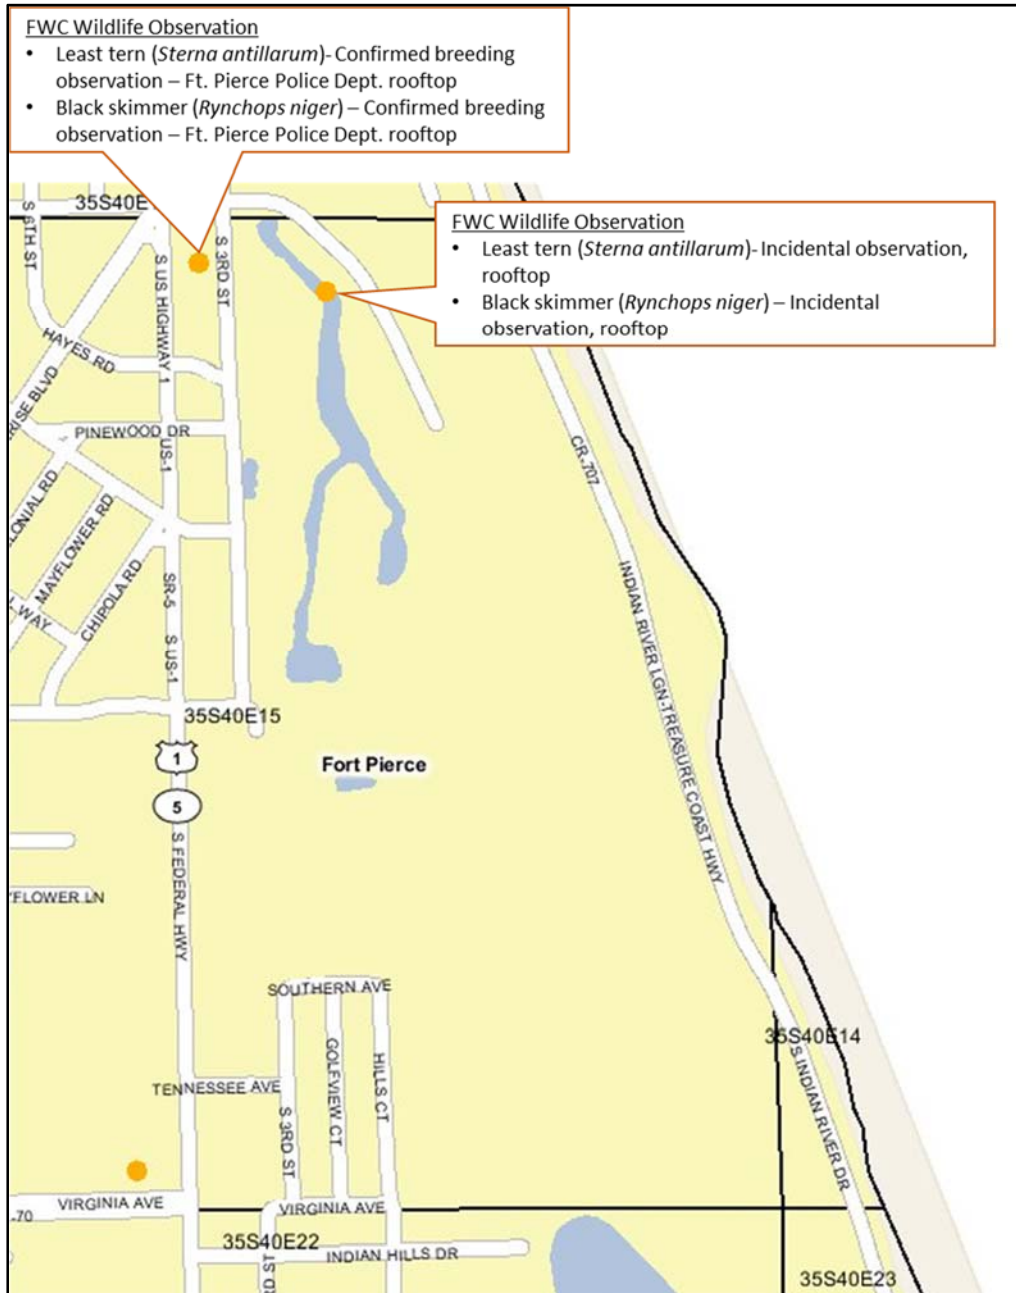 FWC Wildlife Observation
• Least tern (Sterna antillarum)- Confirmed breeding
observation – Ft. Pierce Police Dept. rooftop
• Black skimmer (Rynchops niger) – Confirmed breeding
observation – Ft. Pierce Police Dept. rooftop
35S40E
FWC Wildlife Observation
• Least tern (Sterna antillarum)- Incidental observation,
rooftop
• Black skimmer (Rynchops niger) – Incidental
observation, rooftop
S 6TH ST
S US HIGHWAY 1
S 3RD ST
HAYES RD
RISE BLVD
PINEWOOD DR
US-1
CR-707
LONIAL RD
MAYFLOWER RD
CHIPOLA RD
WAY
SR-5
S US-1
INDIAN RIVER LGN-TREASURE COAST HWY
35S40E15
1
Fort Pierce
5
S FEDERAL HWY
FLOWER LN
SOUTHERN AVE
35S40E14
GOLFVIEW CT
HILLS CT
TENNESSEE AVE
S 3RD ST
S INDIAN RIVER DR
VIRGINIA AVE
VIRGINIA AVE
-70
35S40E22
INDIAN HILLS DR
RD ST
35S40E23